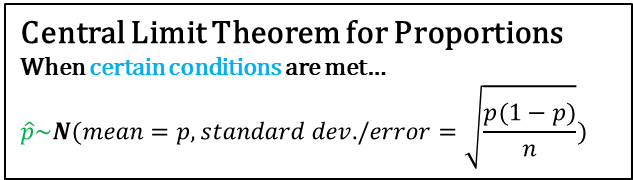 Central Limit Theorem for Proportions
When certain conditions are met…
p̂~N(mean = p, standard dev./error = √(p(1 − p)/n))